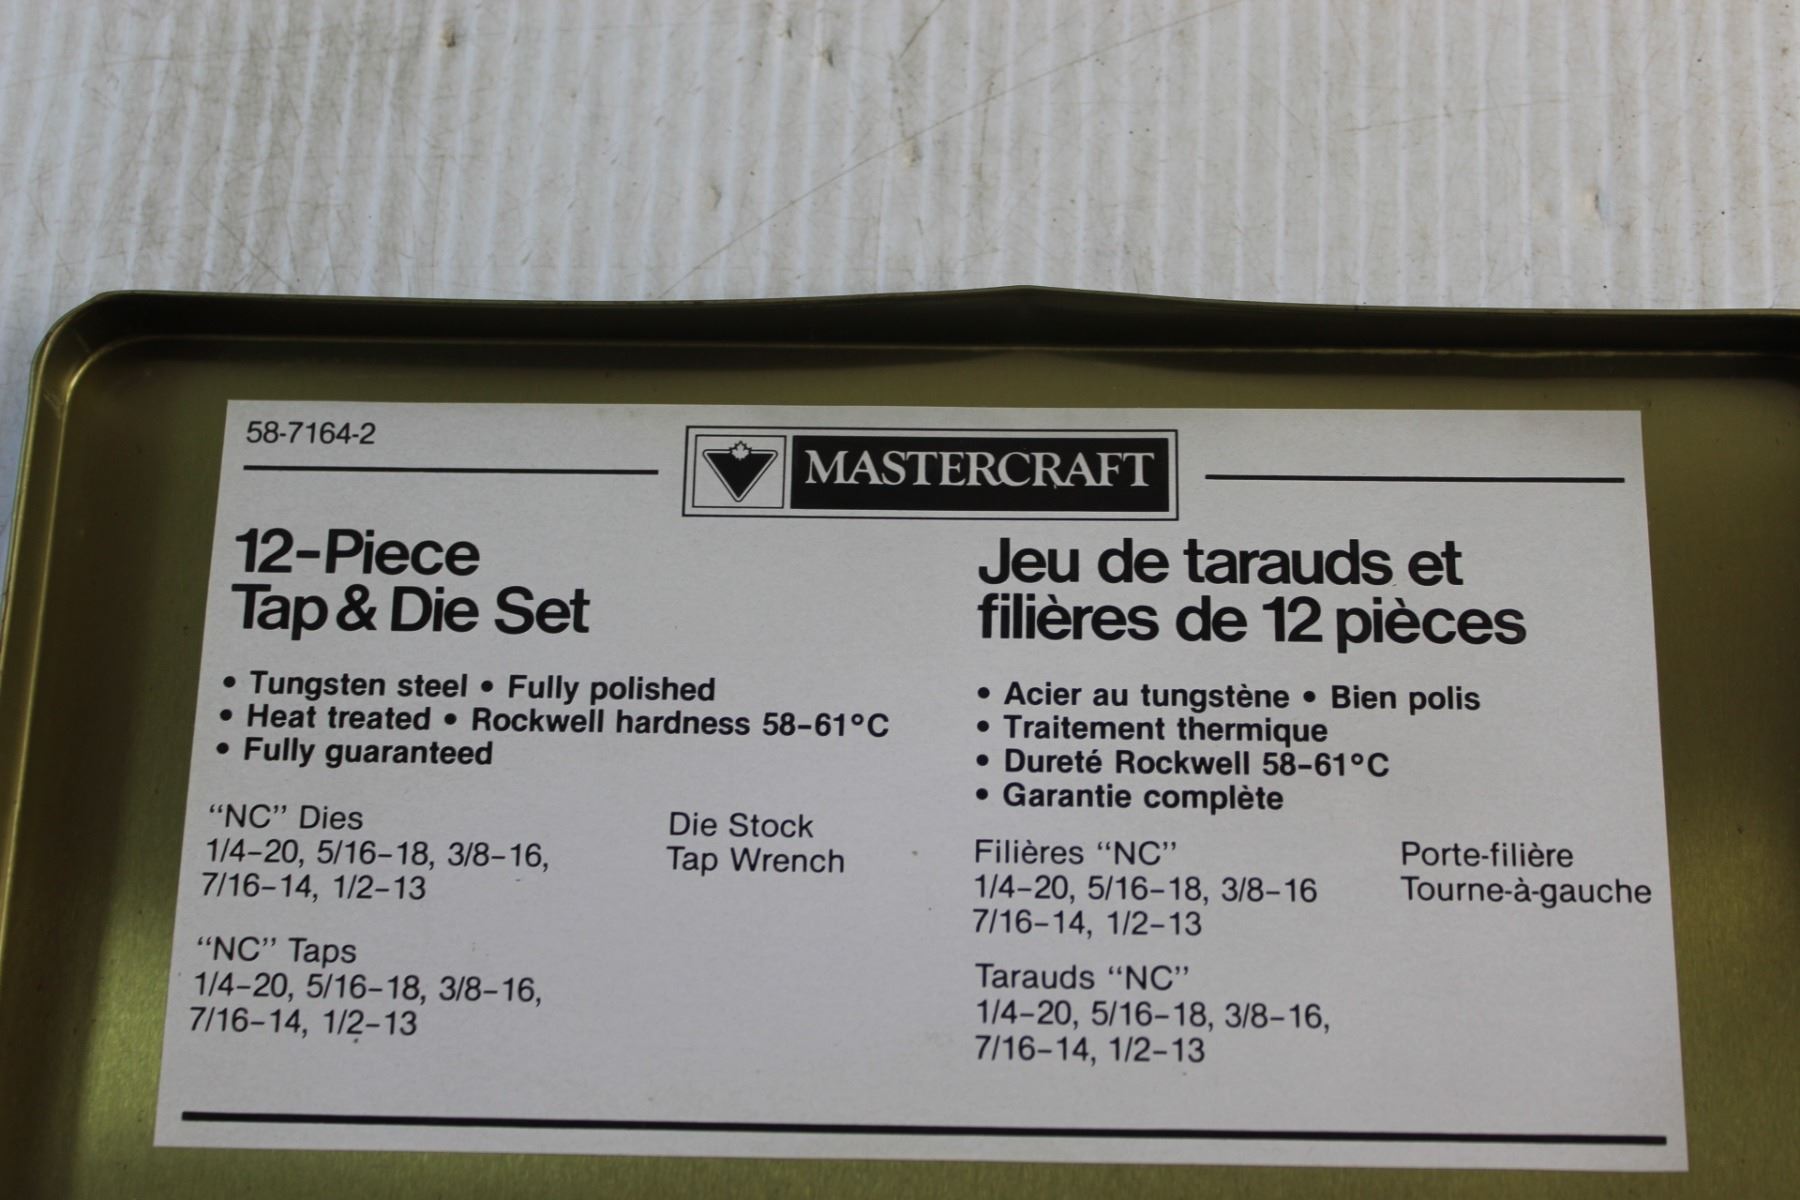 58-7164-2
MASTERCRAFT
12-Piece
Tap & Die Set
• Tungsten steel • Fully polished
• Heat treated • Rockwell hardness 58-61°C
• Fully guaranteed
“NC” Dies
1/4-20, 5/16-18, 3/8-16,
7/16-14, 1/2-13
Die Stock
Tap Wrench
“NC” Taps
1/4-20, 5/16-18, 3/8-16,
7/16-14, 1/2-13
Jeu de tarauds et
filières de 12 pièces
• Acier au tungstène • Bien polis
• Traitement thermique
• Dureté Rockwell 58-61°C
• Garantie complète
Filières “NC”
1/4-20, 5/16-18, 3/8-16
7/16-14, 1/2-13
Porte-filière
Tourne-à-gauche
Tarauds “NC”
1/4-20, 5/16-18, 3/8-16,
7/16-14, 1/2-13